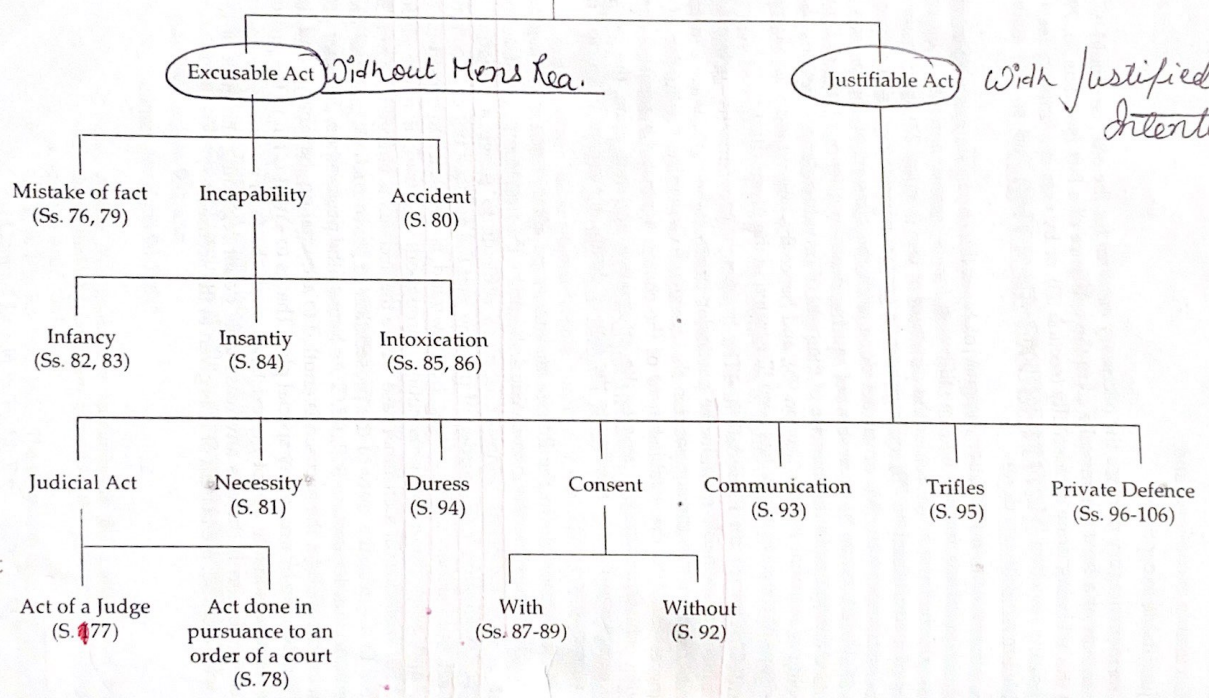 Excusable Act Without Mens Rea.
Justifiable Act With Justified
Intent
Mistake of fact
(Ss. 76, 79)
Incapability
Accident
(S. 80)
Infancy
(Ss. 82, 83)
Insantiy
(S. 84)
Intoxication
(Ss. 85, 86)
Judicial Act
Necessity
(S. 81)
Duress
(S. 94)
Consent
Communication
(S. 93)
Trifles
(S. 95)
Private Defence
(Ss. 96-106)
Act of a Judge
(S. 177)
Act done in
pursuance to an
order of a court
(S. 78)
With
(Ss. 87-89)
Without
(S. 92)